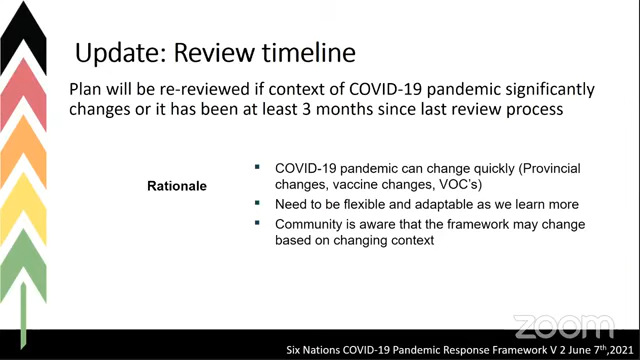 Update: Review timeline
Plan will be re-reviewed if context of COVID-19 pandemic significantly
changes or it has been at least 3 months since last review process
Rationale
COVID-19 pandemic can change quickly (Provincial
changes, vaccine changes, VOC's)
Need to be flexible and adaptable as we learn more
Community is aware that the framework may change
based on changing context
zoom
Six Nations COVID-19 Pandemic Response Framework V 2 June 7th,2021